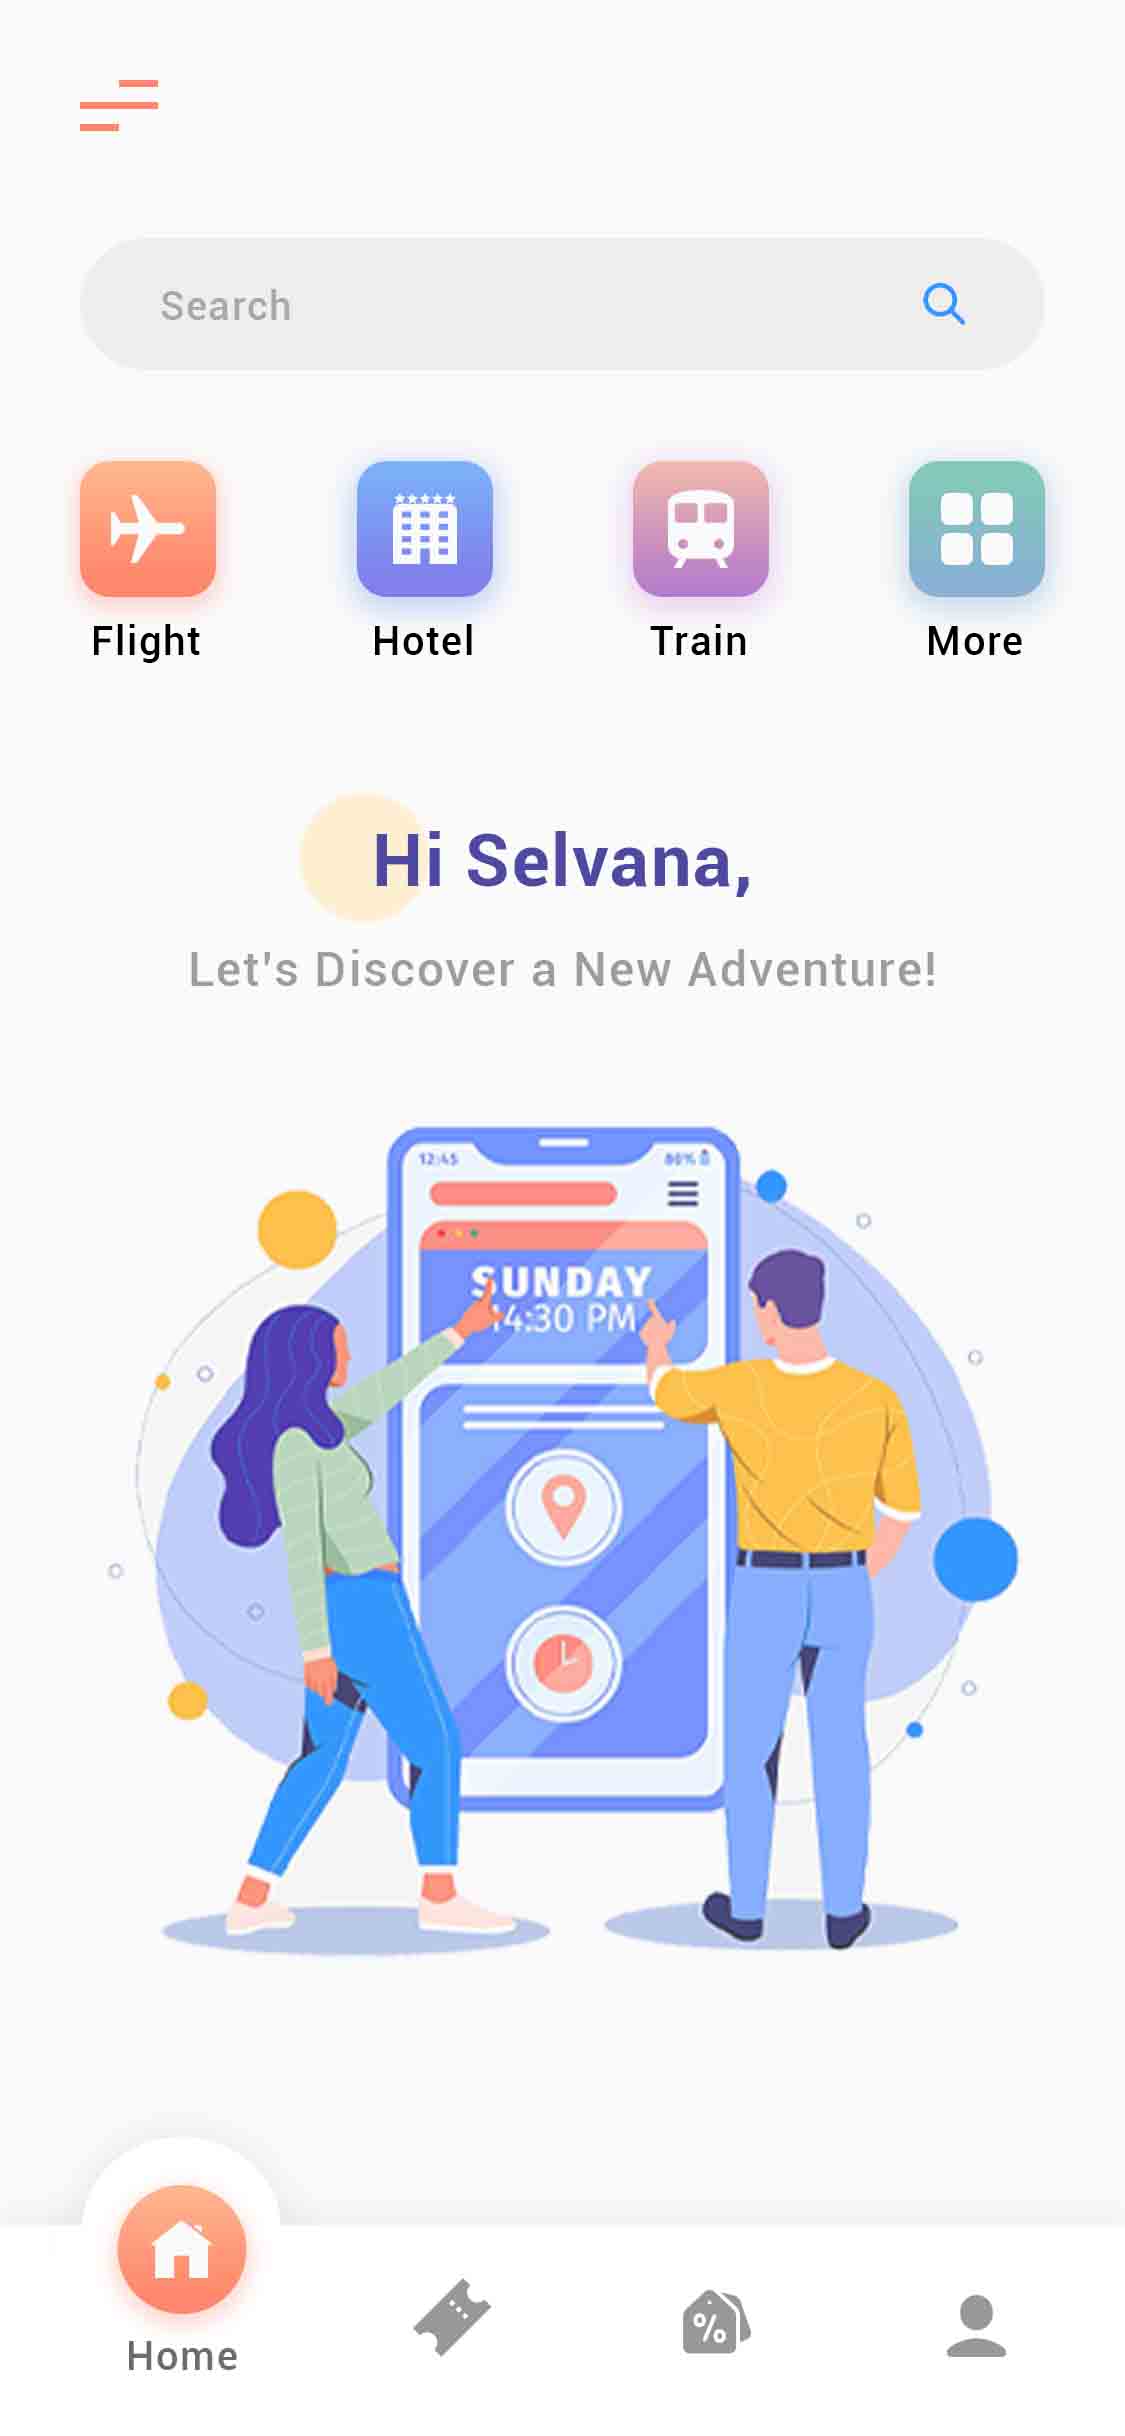 Search
Flight
Hotel
Train
More
Hi Selvana,
Let's Discover a New Adventure!
12:45
80%
SUNDAY
14:30 PM
%
Home